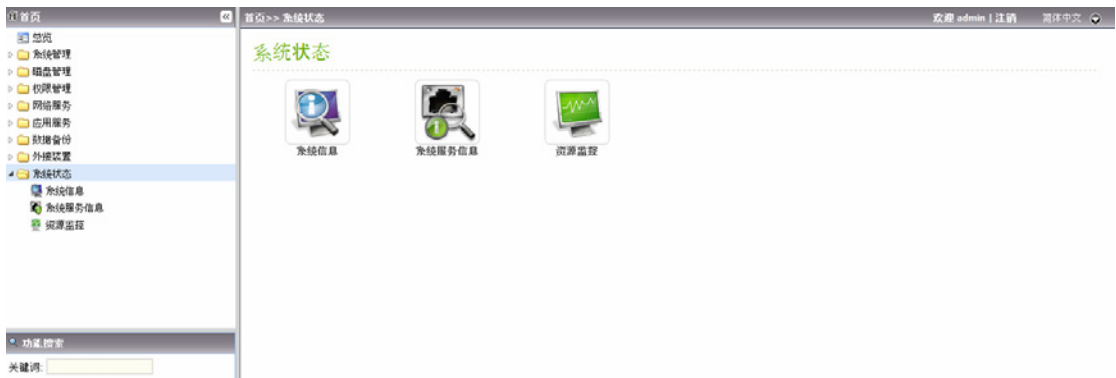 首页
首页>> 系统状态
欢迎 admin | 注销
简体中文
总览
系统管理
磁盘管理
权限管理
网络服务
应用服务
数据备份
外接装置
系统状态
系统信息
系统服务信息
资源监控
功能搜索
关键词:
系统状态
系统信息
系统服务信息
资源监控